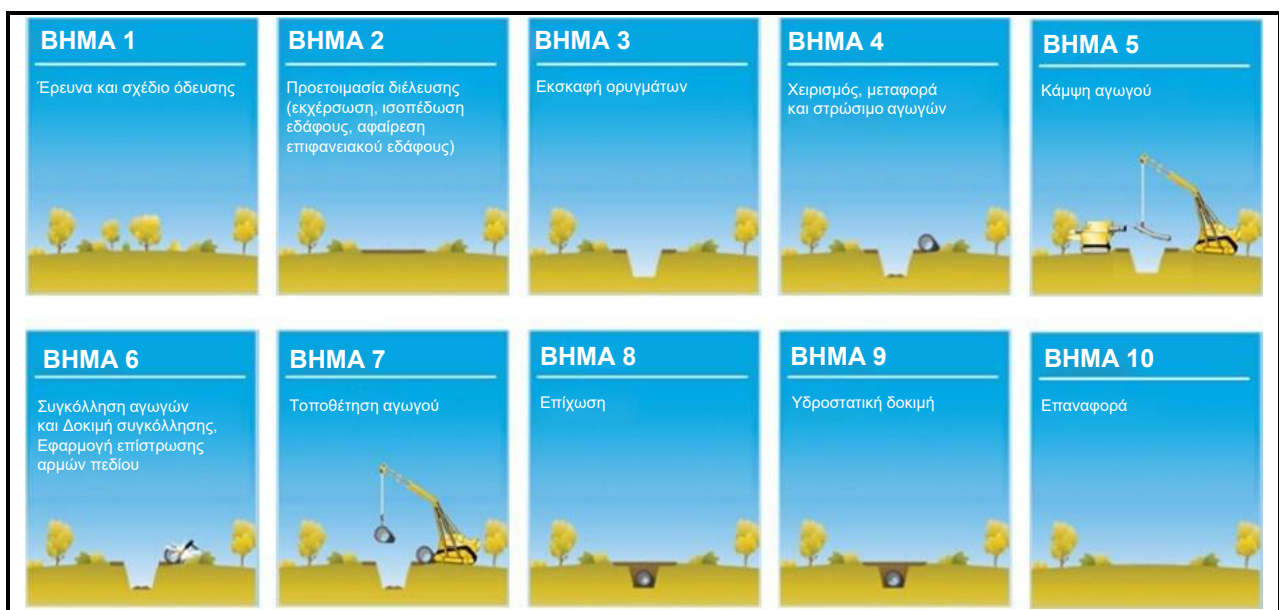 ΒΗΜΑ 1
Έρευνα και σχέδιο όδευσης
ΒΗΜΑ 2
Προετοιμασία διέλευσης
(εκχέρσωση, ισοπέδωση
εδάφους, αφαίρεση
επιφανειακού εδάφους)
ΒΗΜΑ 3
Εκσκαφή ορυγμάτων
ΒΗΜΑ 4
Χειρισμός, μεταφορά
και στρώσιμο αγωγών
ΒΗΜΑ 5
Κάμψη αγωγού
ΒΗΜΑ 6
Συγκόλληση αγωγών
και Δοκιμή συγκόλλησης,
Εφαρμογή επίστρωσης
αρμών πεδίου
ΒΗΜΑ 7
Τοποθέτηση αγωγού
ΒΗΜΑ 8
Επίχωση
ΒΗΜΑ 9
Υδροστατική δοκιμή
ΒΗΜΑ 10
Επαναφορά